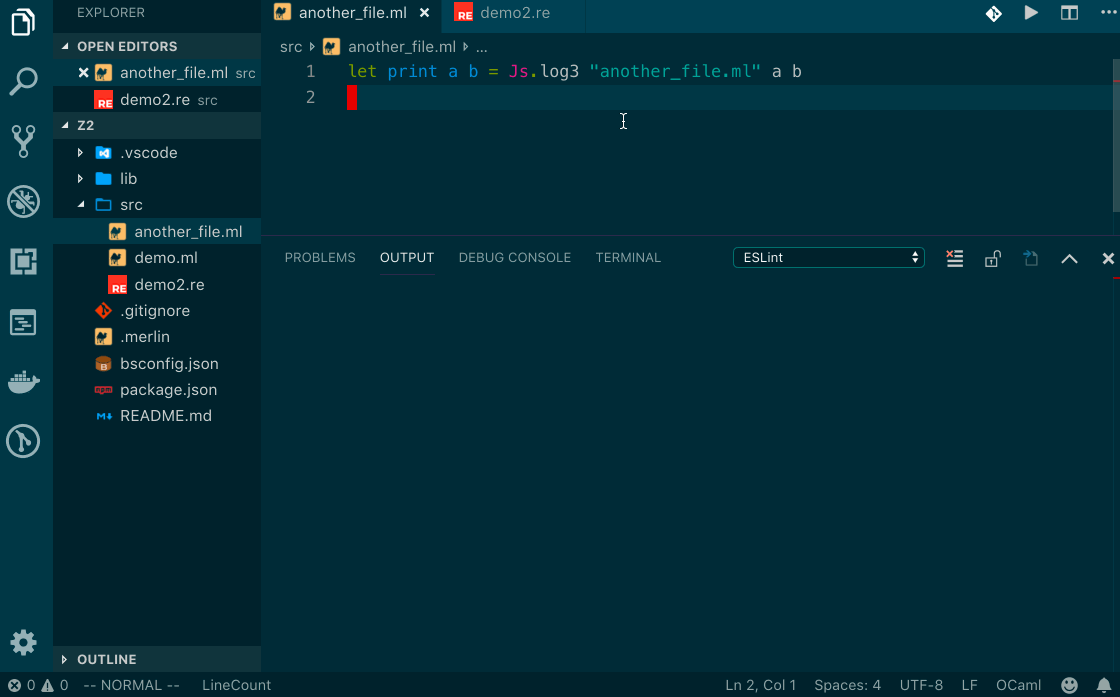 EXPLORER
OPEN EDITORS
another_file.ml src
RE demo2.re src
Z2
.vscode
lib
src
another_file.ml
demo.ml
RE demo2.re
.gitignore
.merlin
bsconfig.json
package.json
README.md
OUTLINE
another_file.ml
RE demo2.re
src another_file.ml ...
1 let print a b = Js.log3 "another_file.ml" a b
2
PROBLEMS OUTPUT DEBUG CONSOLE TERMINAL ESLint
0 0 -- NORMAL -- LineCount Ln 2, Col 1 Spaces: 4 UTF-8 LF OCaml